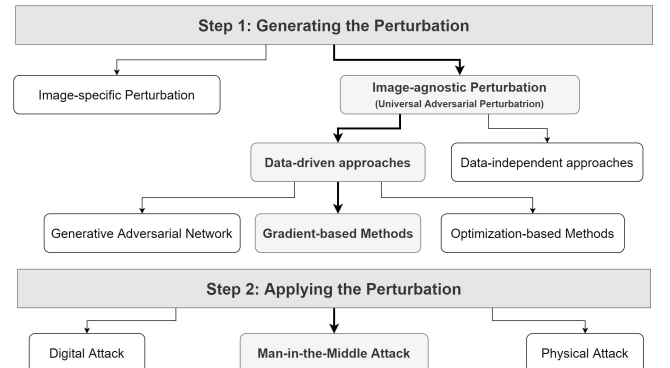 Step 1: Generating the Perturbation
Image-specific Perturbation
Image-agnostic Perturbation
(Universal Adversarial Perturbatrion)
Data-driven approaches
Data-independent approaches
Generative Adversarial Network
Gradient-based Methods
Optimization-based Methods
Step 2: Applying the Perturbation
Digital Attack
Man-in-the-Middle Attack
Physical Attack